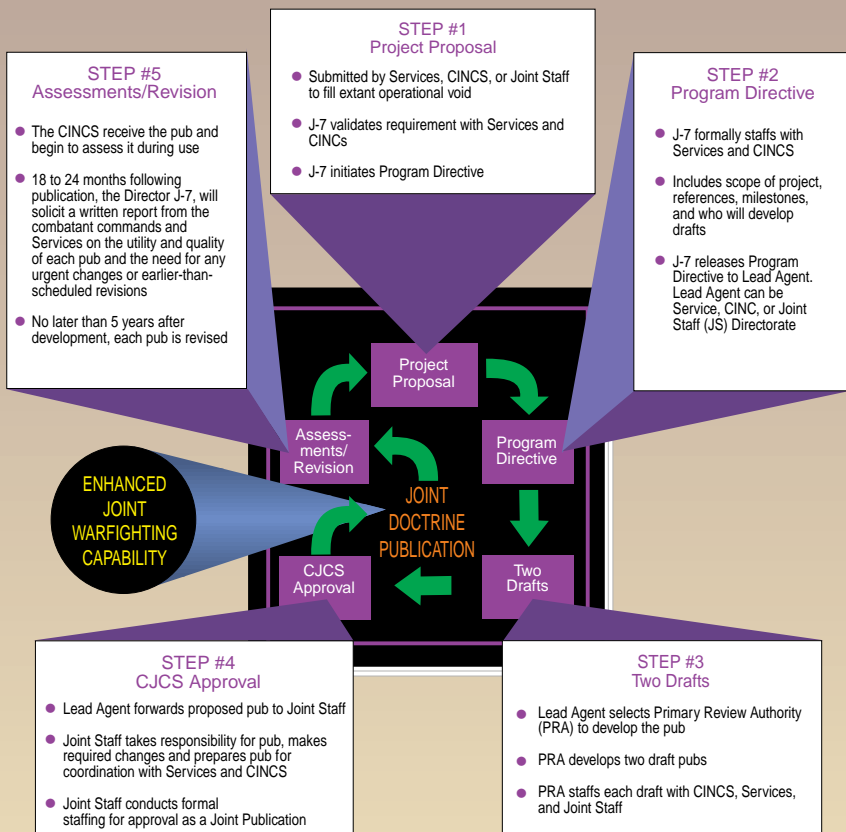 STEP #1
Project Proposal
● Submitted by Services, CINCS, or Joint Staff
to fill extant operational void
● J-7 validates requirement with Services and
CINCs
● J-7 initiates Program Directive
STEP #5
Assessments/Revision
● The CINCS receive the pub and
begin to assess it during use
● 18 to 24 months following
publication, the Director J-7, will
solicit a written report from the
combatant commands and
Services on the utility and quality
of each pub and the need for any
urgent changes or earlier-than-
scheduled revisions
● No later than 5 years after
development, each pub is revised
STEP #2
Program Directive
● J-7 formally staffs with
Services and CINCS
● Includes scope of project,
references, milestones,
and who will develop
drafts
● J-7 releases Program
Directive to Lead Agent.
Lead Agent can be
Service, CINC, or Joint
Staff (JS) Directorate
Project
Proposal
Assess-
ments/
Revision
Program
Directive
ENHANCED
JOINT
WARFIGHTING
CAPABILITY
JOINT
DOCTRINE
PUBLICATION
CJCS
Approval
Two
Drafts
STEP #4
CJCS Approval
● Lead Agent forwards proposed pub to Joint Staff
● Joint Staff takes responsibility for pub, makes
required changes and prepares pub for
coordination with Services and CINCS
● Joint Staff conducts formal
staffing for approval as a Joint Publication
STEP #3
Two Drafts
● Lead Agent selects Primary Review Authority
(PRA) to develop the pub
● PRA develops two draft pubs
● PRA staffs each draft with CINCS, Services,
and Joint Staff